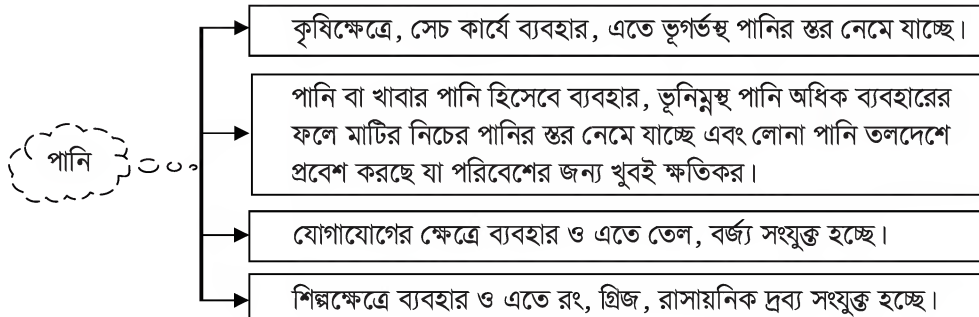 কৃষিক্ষেত্রে, সেচ কার্যে ব্যবহার, এতে ভূগর্ভস্থ পানির স্তর নেমে যাচ্ছে।
পানি বা খাবার পানি হিসেবে ব্যবহার, ভূনিম্নস্থ পানি অধিক ব্যবহারের
ফলে মাটির নিচের পানির স্তর নেমে যাচ্ছে এবং লোনা পানি তলদেশে
প্রবেশ করছে যা পরিবেশের জন্য খুবই ক্ষতিকর।
পানি
যোগাযোগের ক্ষেত্রে ব্যবহার ও এতে তেল, বর্জ্য সংযুক্ত হচ্ছে।
শিল্পক্ষেত্রে ব্যবহার ও এতে রং, গ্রিজ, রাসায়নিক দ্রব্য সংযুক্ত হচ্ছে।